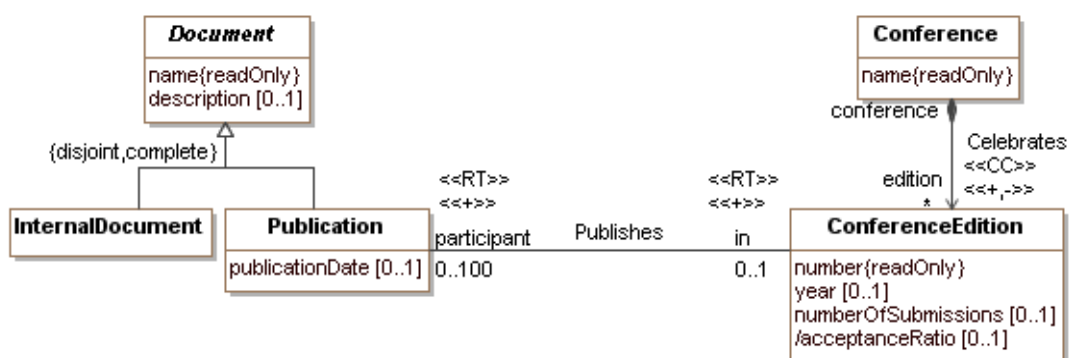 Document
name{readOnly}
description [0..1]
{disjoint,complete}
InternalDocument
Publication
publicationDate [0..1]
<<RT>>
<<+>>
participant
0..100
Publishes
<<RT>>
<<+>>
in
0..1
Conference
name{readOnly}
conference
Celebrates
<<CC>>
<<+,->>
edition
*
ConferenceEdition
number{readOnly}
year [0..1]
numberOfSubmissions [0..1]
/acceptanceRatio [0..1]